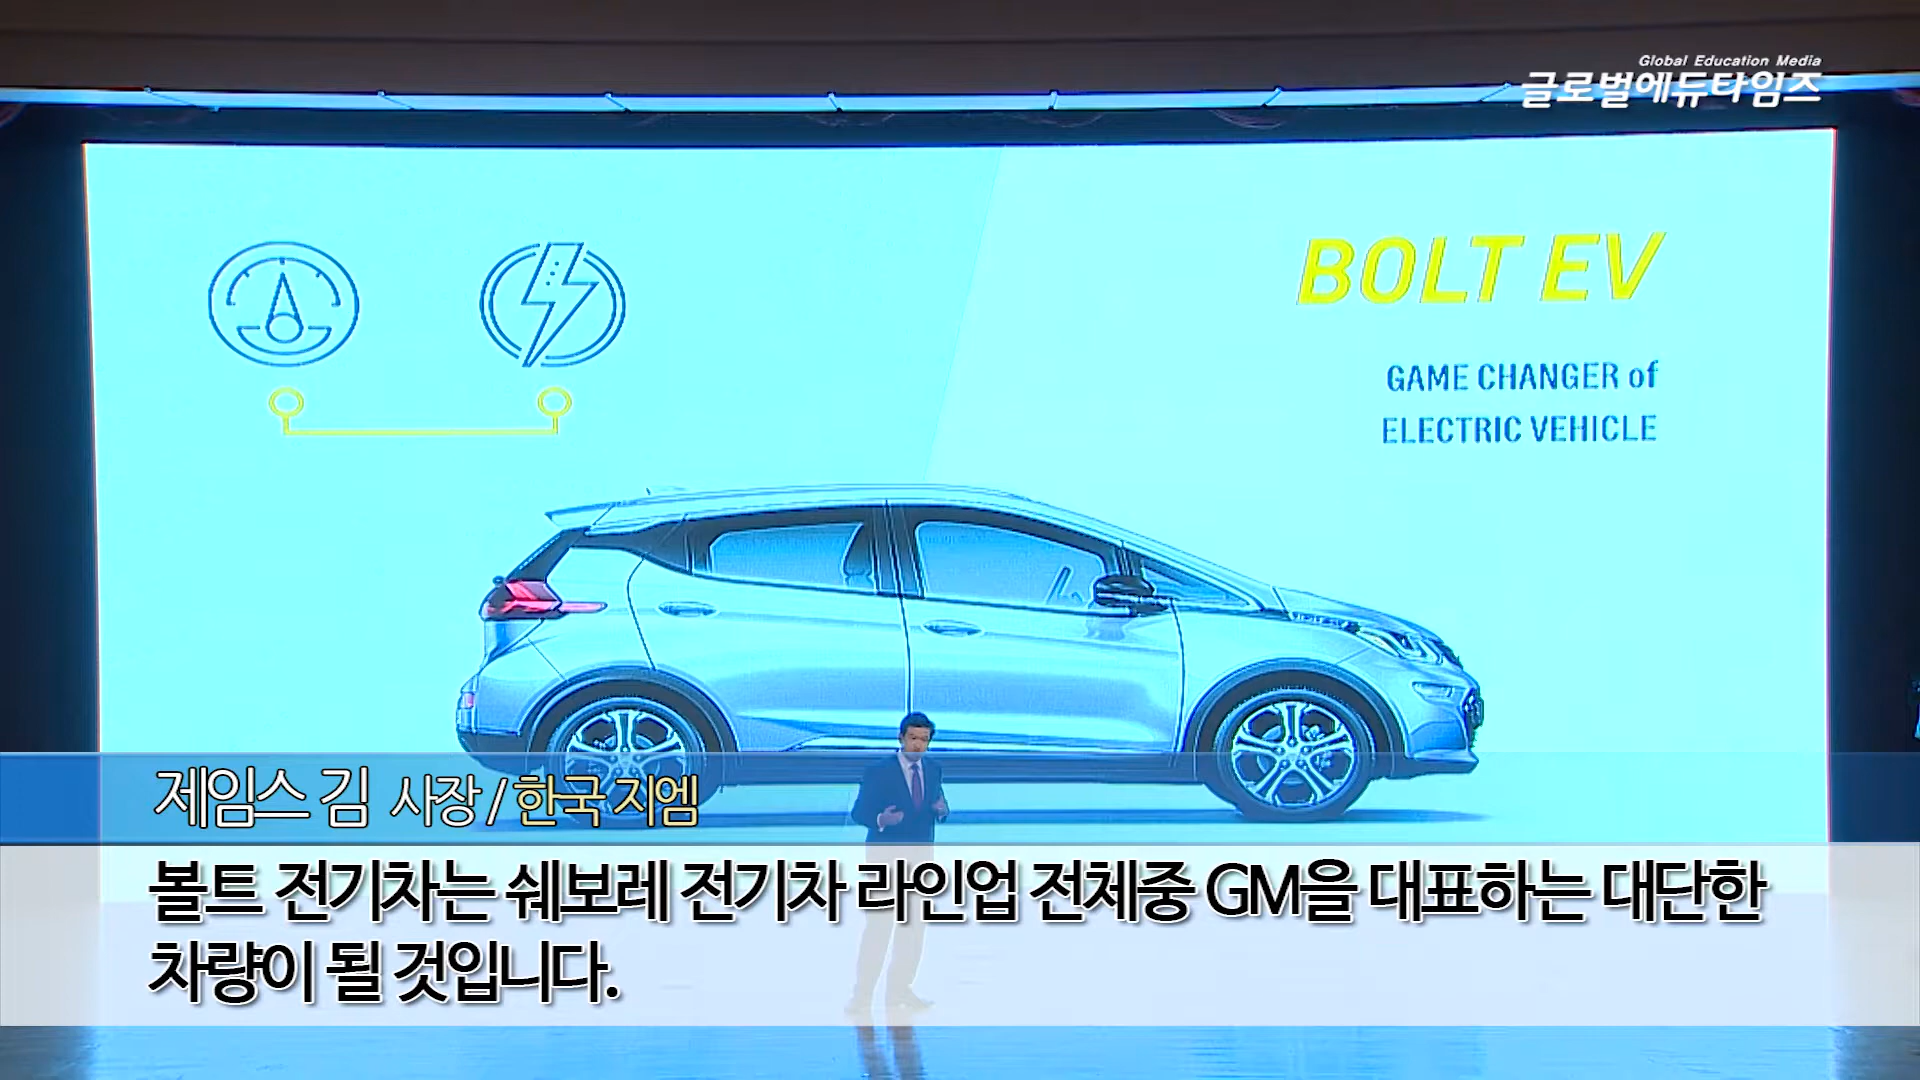 Global Education Media
글로벌에듀타임즈
BOLT EV
GAME CHANGER of
ELECTRIC VEHICLE
제임스 김 사장 / 한국 지엠
볼트 전기차는 쉐보레 전기차 라인업 전체중 GM을 대표하는 대단한
차량이 될 것입니다.